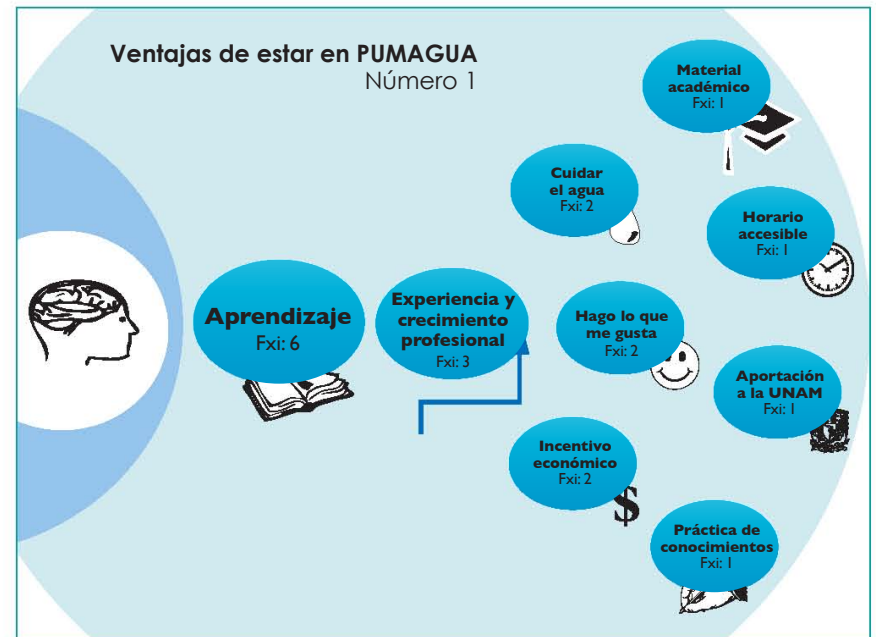 Ventajas de estar en PUMAGUA
Número 1
Aprendizaje
Fxi: 6
Experiencia y
crecimiento
profesional
Fxi: 3
Cuidar
el agua
Fxi: 2
Hago lo que
me gusta
Fxi: 2
Incentivo
económico
Fxi: 2
$
Material
académico
Fxi: 1
Horario
accesible
Fxi: 1
Aportación
a la UNAM
Fxi: 1
Práctica de
conocimientos
Fxi: 1